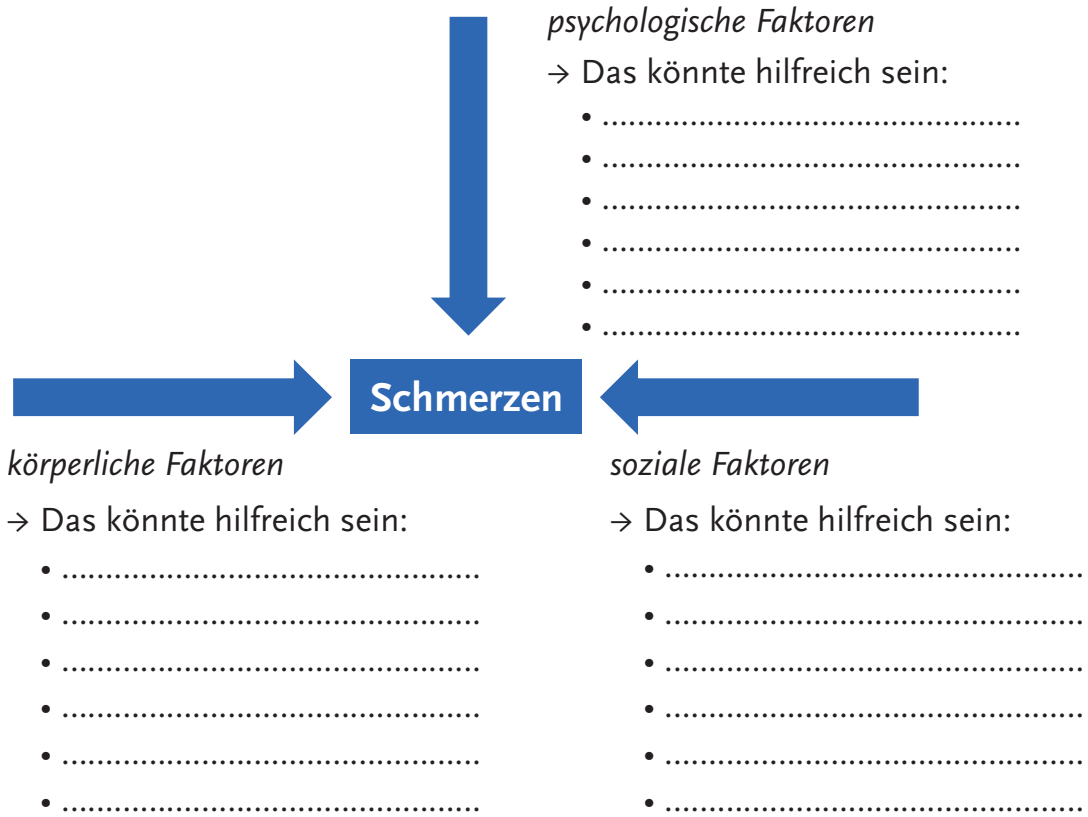 psychologische Faktoren
→ Das könnte hilfreich sein:
• ................................................
• ................................................
• ................................................
• ................................................
• ................................................
• ................................................
Schmerzen
körperliche Faktoren
→ Das könnte hilfreich sein:
• ................................................
• ................................................
• ................................................
• ................................................
• ................................................
• ................................................
soziale Faktoren
→ Das könnte hilfreich sein:
• ................................................
• ................................................
• ................................................
• ................................................
• ................................................
• ................................................